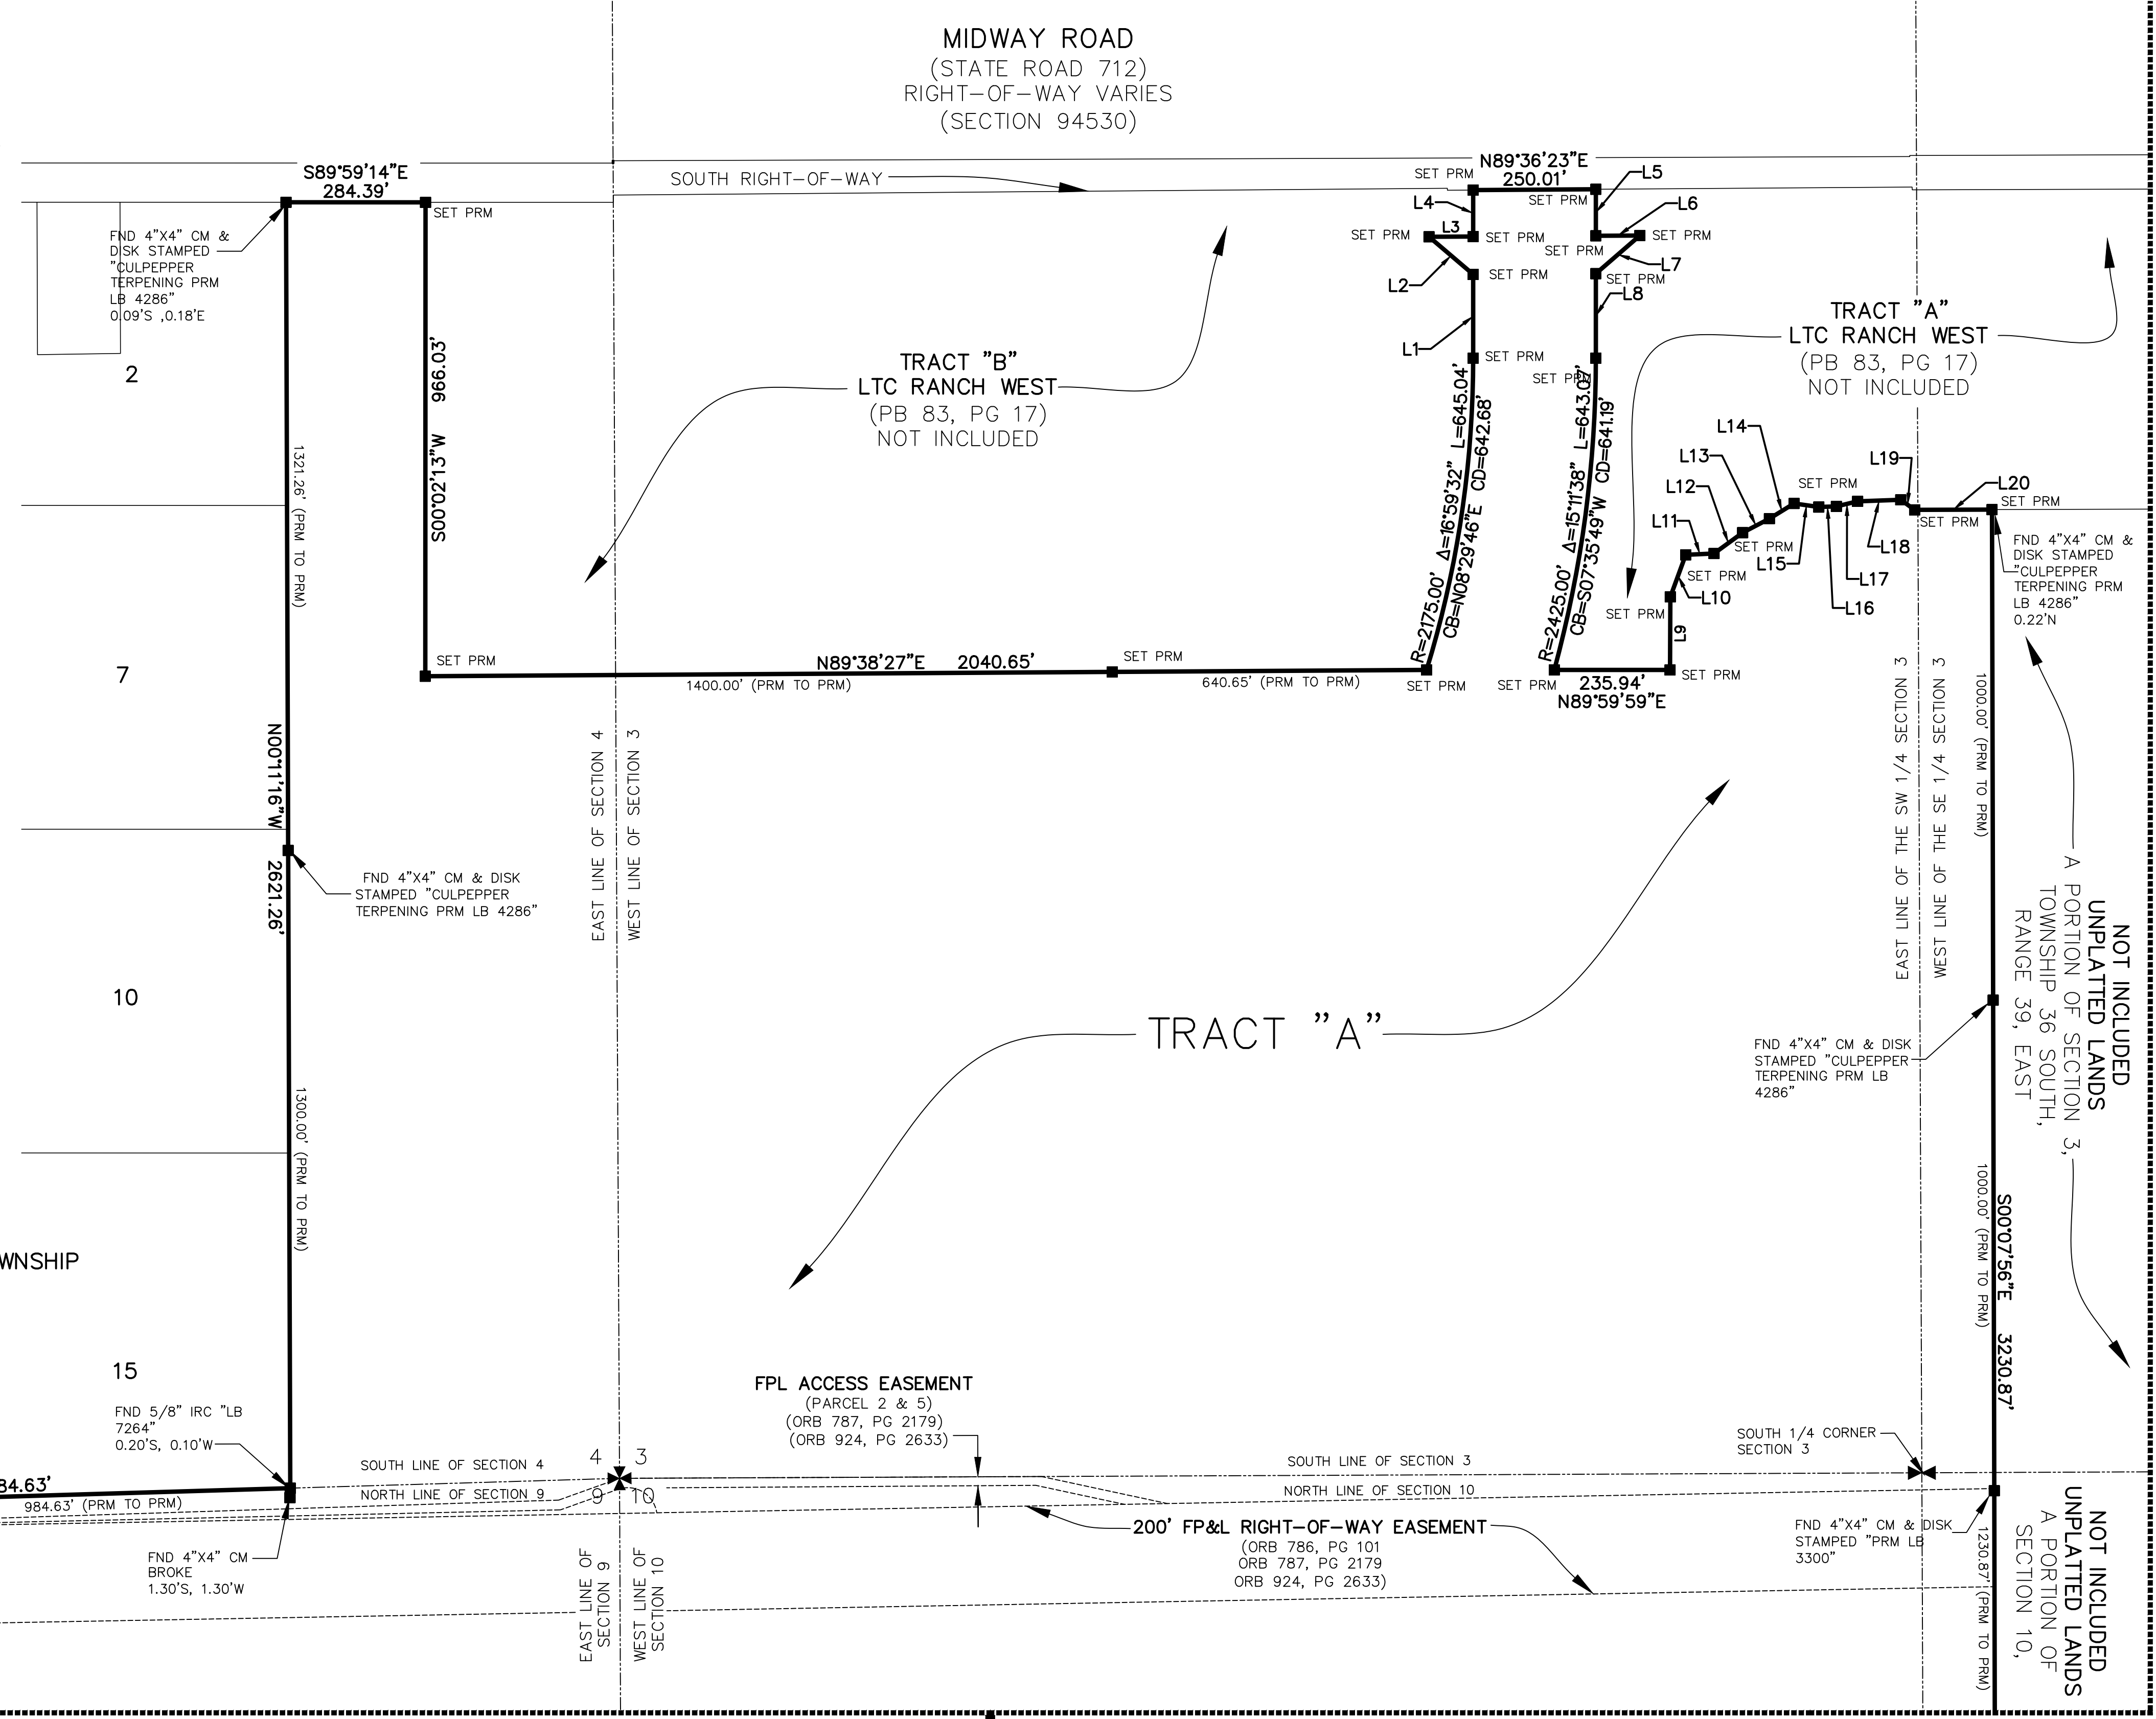 MIDWAY ROAD
(STATE ROAD 712)
RIGHT-OF-WAY VARIES
(SECTION 94530)
S89°59'14"E
284.39'
SET PRM
SOUTH RIGHT-OF-WAY
SET PRM
N89°36'23"E
250.01'
SET PRM
L5
L4
L6
L3
SET PRM
SET PRM
SET PRM
SET PRM
L2
SET PRM
SET PRM
L7
L8
L1
SET PRM
SET PRM
FND 4"X4" CM &
DISK STAMPED
"CULPEPPER
TERPENING PRM
LB 4286"
0.09'S ,0.18'E
2
TRACT "B"
LTC RANCH WEST
(PB 83, PG 17)
NOT INCLUDED
TRACT "A"
LTC RANCH WEST
(PB 83, PG 17)
NOT INCLUDED
S00°02'13"W 966.03'
1321.26' (PRM TO PRM)
R=2175.00' Δ=16°59'32" L=645.04'
CB=N08°29'46"E CD=642.68'
R=2425.00' Δ=15°11'38" L=643.07'
CB=S07°35'49"W CD=641.19'
L14
L13
L12
L11
SET PRM
L19
L20
SET PRM
SET PRM
SET PRM
L15
L16
L17
L18
SET PRM
L10
SET PRM
L9
FND 4"X4" CM &
DISK STAMPED
"CULPEPPER
TERPENING PRM
LB 4286"
0.22'N
7
SET PRM
N89°38'27"E 2040.65'
SET PRM
1400.00' (PRM TO PRM)
640.65' (PRM TO PRM)
SET PRM
SET PRM
235.94'
N89°59'59"E
SET PRM
N00°11'16"W 2621.26'
EAST LINE OF SECTION 4
WEST LINE OF SECTION 3
EAST LINE OF THE SW 1/4 SECTION 3
WEST LINE OF THE SE 1/4 SECTION 3
1000.00' (PRM TO PRM)
FND 4"X4" CM & DISK
STAMPED "CULPEPPER
TERPENING PRM LB 4286"
NOT INCLUDED
UNPLATTED LANDS
A PORTION OF SECTION 3,
TOWNSHIP 36 SOUTH,
RANGE 39, EAST
10
TRACT "A"
FND 4"X4" CM & DISK
STAMPED "CULPEPPER
TERPENING PRM LB
4286"
1300.00' (PRM TO PRM)
1000.00' (PRM TO PRM)
S00°07'56"E 3230.87'
WNSHIP
15
FND 5/8" IRC "LB
7264"
0.20'S, 0.10'W
FPL ACCESS EASEMENT
(PARCEL 2 & 5)
(ORB 787, PG 2179)
(ORB 924, PG 2633)
SOUTH 1/4 CORNER
SECTION 3
SOUTH LINE OF SECTION 4
4
3
SOUTH LINE OF SECTION 3
84.63'
984.63' (PRM TO PRM)
NORTH LINE OF SECTION 9
9
10
NORTH LINE OF SECTION 10
200' FP&L RIGHT-OF-WAY EASEMENT
(ORB 786, PG 101
ORB 787, PG 2179
ORB 924, PG 2633)
FND 4"X4" CM & DISK
STAMPED "PRM LB
3300"
FND 4"X4" CM
BROKE
1.30'S, 1.30'W
EAST LINE OF
SECTION 9
WEST LINE OF
SECTION 10
1230.87' (PRM TO PRM)
NOT INCLUDED
UNPLATTED LANDS
A PORTION OF
SECTION 10,